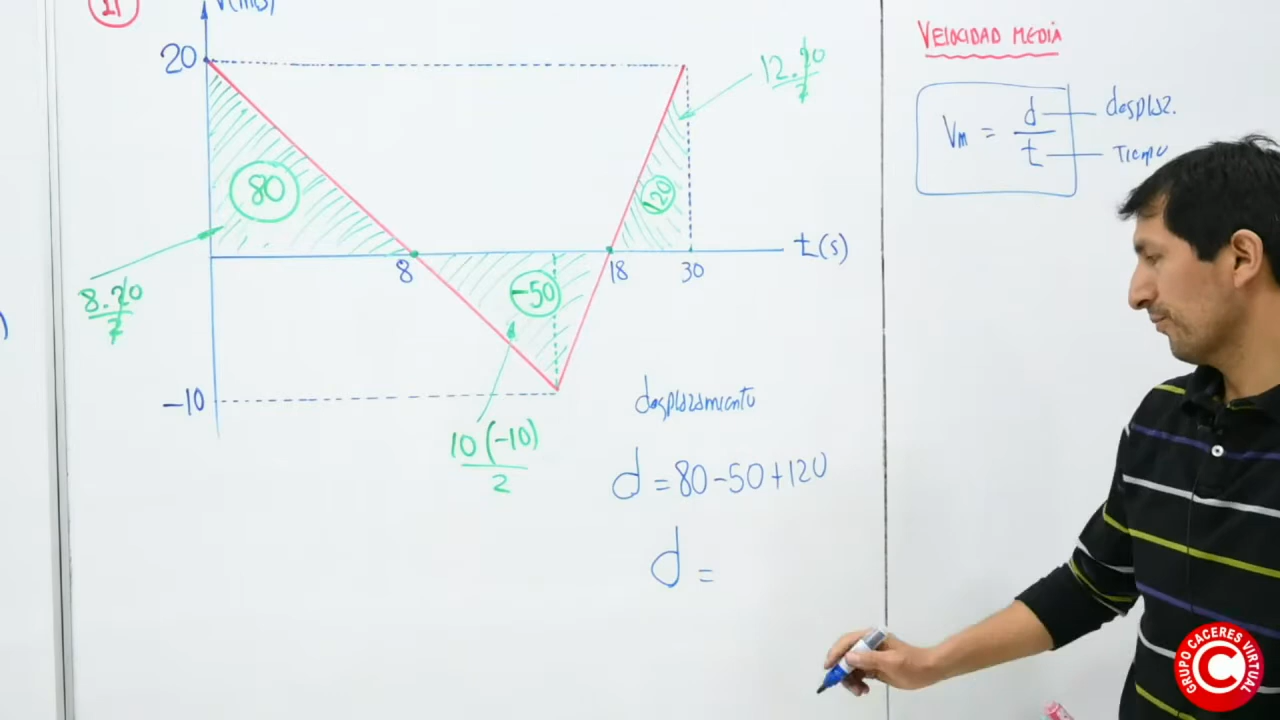 11
V(m/s)
20
12.20
2
80
120
t(s)
8
18
30
8.20
2
-50
-10
10(-10)
2
desplazamiento
d = 80-50+120
d =
VELOCIDAD MEDIA
Vm = d
t
desplaz.
Tiempo
GRUPO CACERES VIRTUAL
C